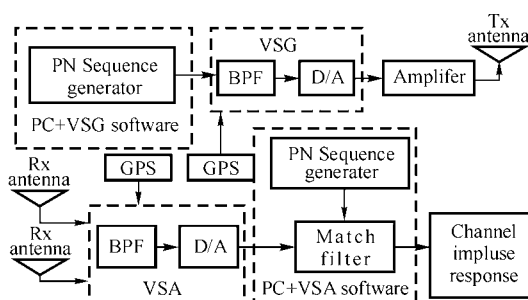 Tx
antenna
VSG
PN Sequence
generator
BPF
D/A
Amplifer
PC+VSG software
Rx
antenna
GPS
GPS
PN Sequence
generater
Rx
antenna
BPF
D/A
Match
filter
Channel
impluse
response
VSA
PC+VSA software